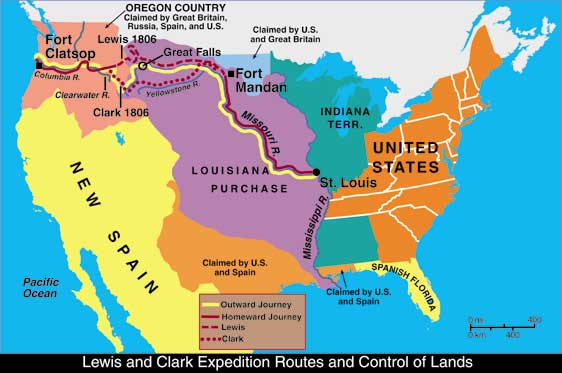 OREGON COUNTRY
Claimed by Great Britain,
Russia, Spain, and U.S.
Fort
Clatsop
Lewis 1806
Great Falls
Claimed by U.S.
and Great Britain
Columbia R.
Clearwater R.
Yellowstone R.
Fort
Mandan
Clark 1806
Missouri R.
INDIANA
TERR.
UNITED
STATES
LOUISIANA
PURCHASE
St. Louis
Mississippi R.
NEW SPAIN
Claimed by U.S.
and Spain
SPANISH FLORIDA
Pacific
Ocean
Claimed by U.S.
and Spain
Outward Journey
Homeward Journey
Lewis
Clark
0 m 400
0 km 400
Lewis and Clark Expedition Routes and Control of Lands